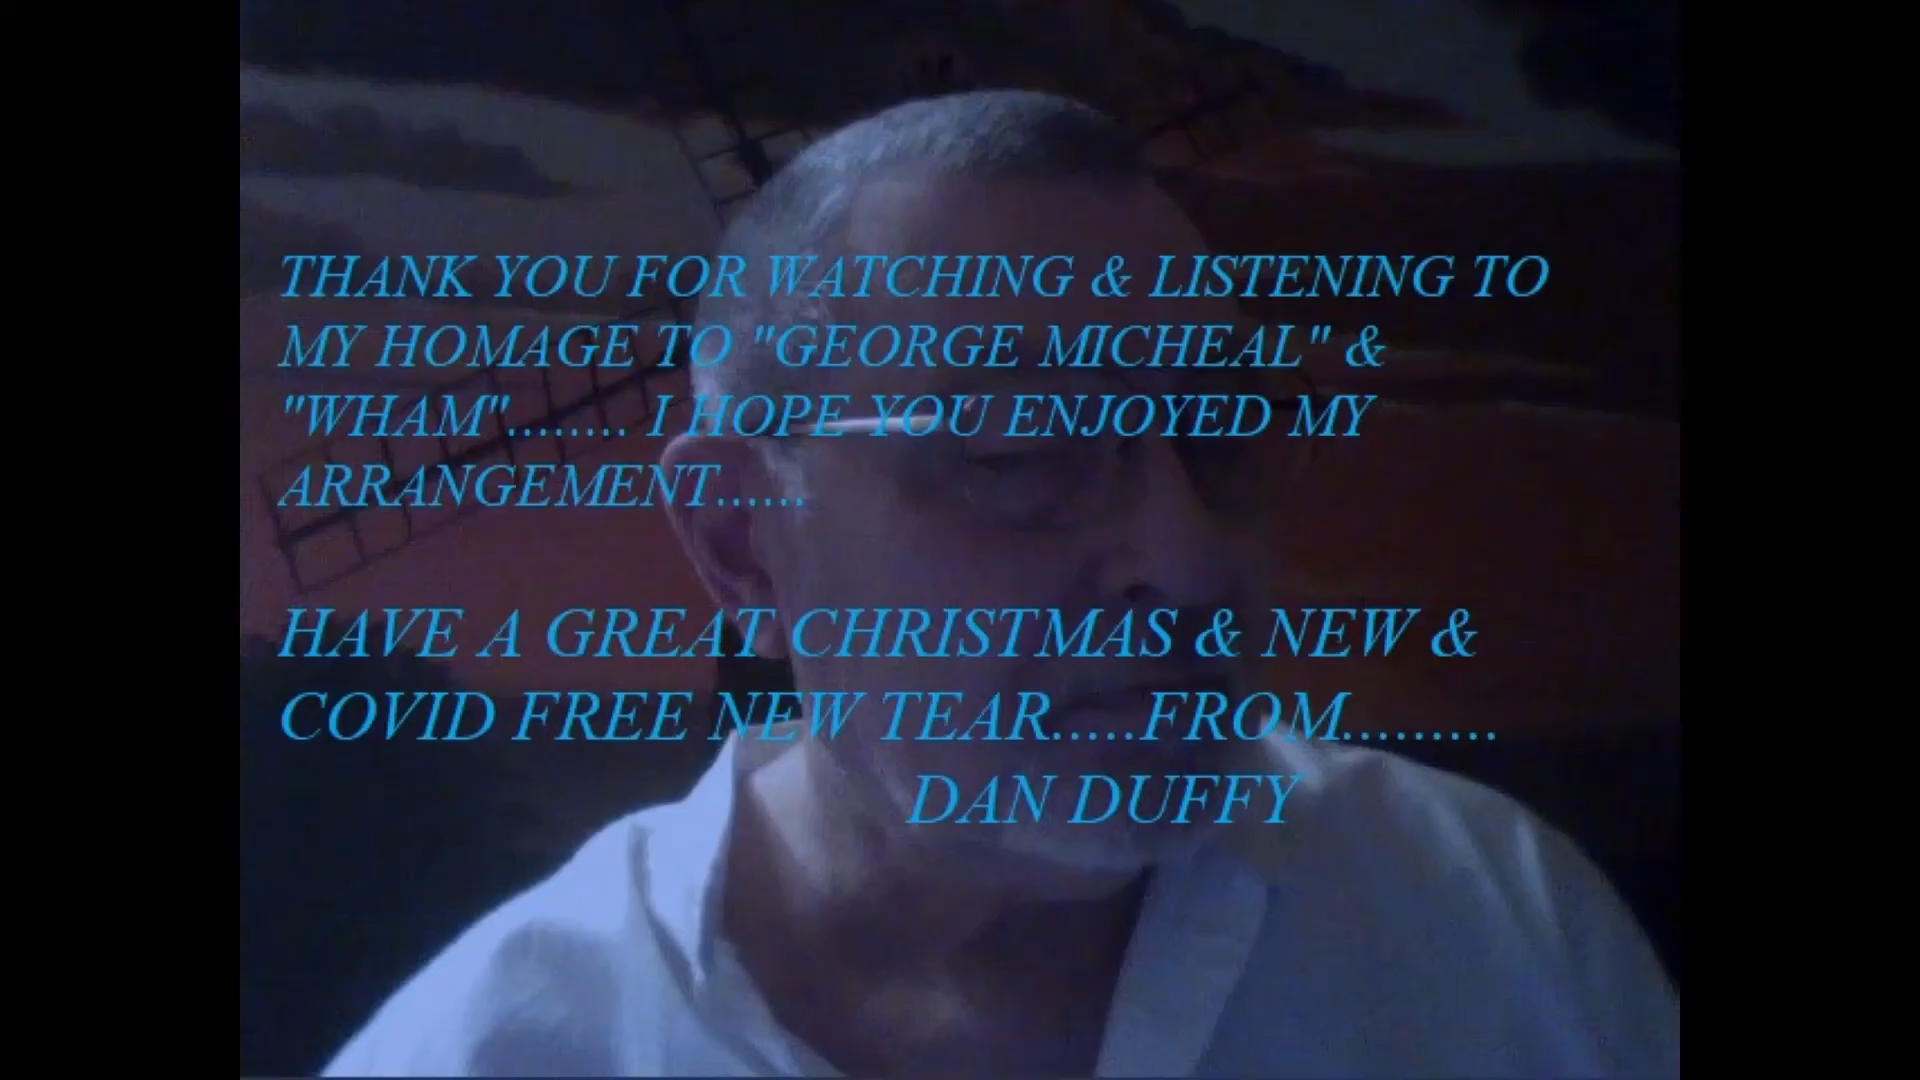 THANK YOU FOR WATCHING & LISTENING TO
MY HOMAGE TO "GEORGE MICHEAL" &
"WHAM"........ I HOPE YOU ENJOYED MY
ARRANGEMENT......
HAVE A GREAT CHRISTMAS & NEW &
COVID FREE NEW TEAR.....FROM.........
DAN DUFFY